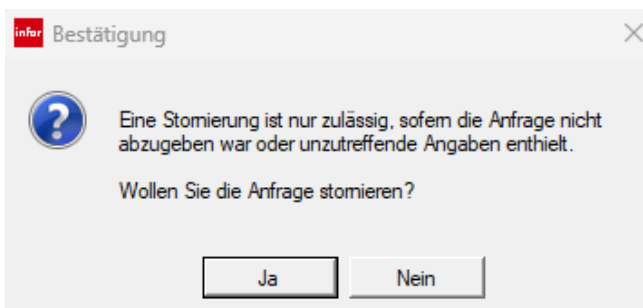 infor Bestätigung
Eine Stornierung ist nur zulässig, sofern die Anfrage nicht
abzugeben war oder unzutreffende Angaben enthielt.
Wollen Sie die Anfrage stornieren?
Ja Nein